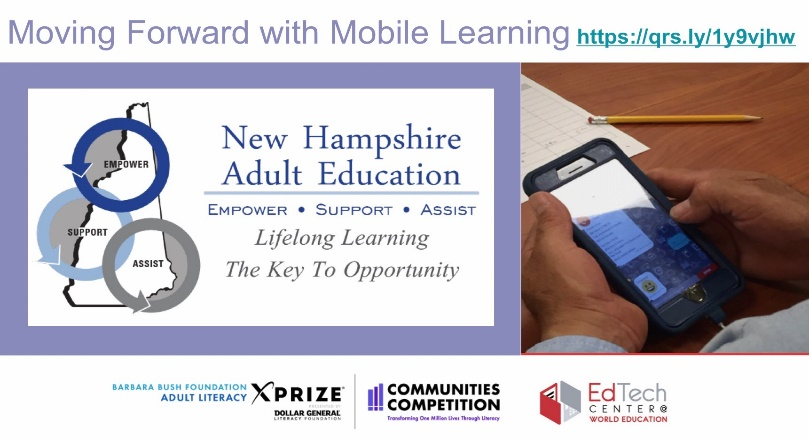 Moving Forward with Mobile Learning https://qrs.ly/1y9vjhw
EMPOWER
SUPPORT
ASSIST
New Hampshire
Adult Education
EMPOWER • SUPPORT • ASSIST
Lifelong Learning
The Key To Opportunity
BARBARA BUSH FOUNDATION
ADULT LITERACY
XPRIZE
PRESENTED BY
DOLLAR GENERAL
LITERACY FOUNDATION
COMMUNITIES
COMPETITION
Transforming One Million Lives Through Literacy
EdTech
CENTER@
WORLD EDUCATION